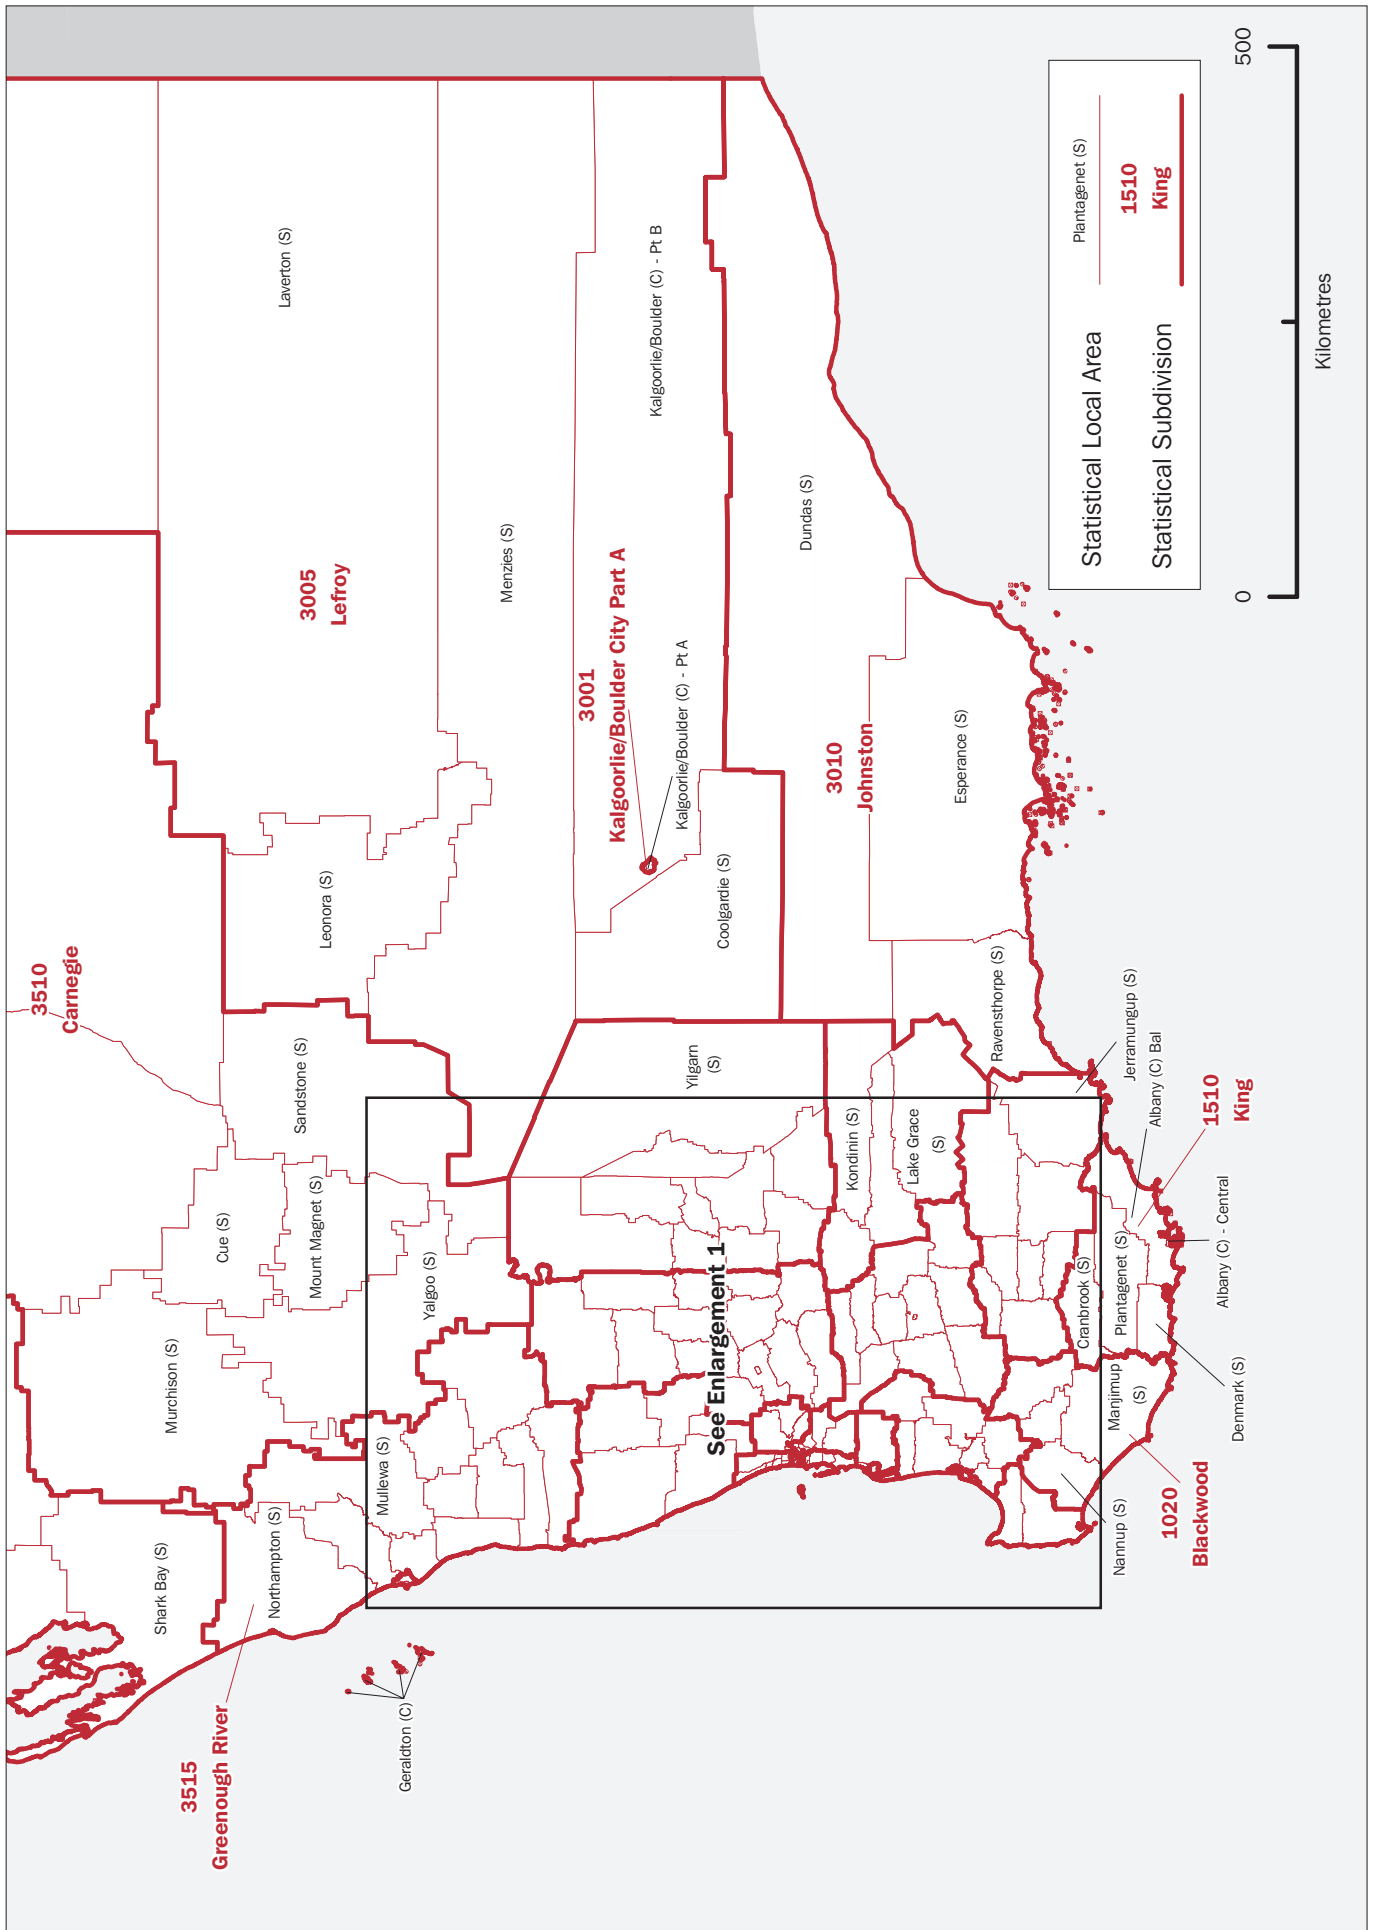 3510
Carnegie
Laverton (S)
3005
Lefroy
Leonora (S)
Menzies (S)
Sandstone (S)
Cue (S)
Mount Magnet (S)
Murchison (S)
Yalgoo (S)
Shark Bay (S)
Northampton (S)
Mullewa (S)
3515
Greenough River
Geraldton (C)
Kalgoorlie/Boulder (C) - Pt B
3001
Kalgoorlie/Boulder City Part A
Kalgoorlie/Boulder (C) - Pt A
Coolgardie (S)
Yilgarn
(S)
See Enlargement 1
Dundas (S)
3010
Johnston
Esperance (S)
Ravensthorpe (S)
Kondinin (S)
Lake Grace
(S)
Jerramungup (S)
Albany (C) Bal
1510
King
Albany (C) - Central
Cranbrook (S)
Plantagenet (S)
Denmark (S)
Manjimup
(S)
1020
Blackwood
Nannup (S)
Statistical Local Area
Plantagenet (S)
Statistical Subdivision
1510
King
0
500
Kilometres